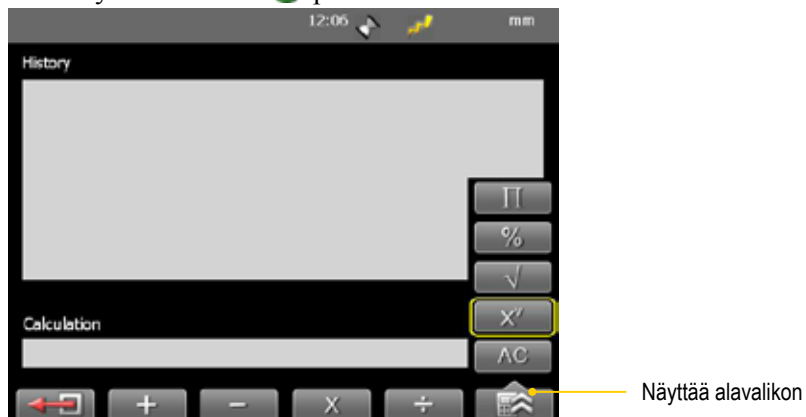 12:06 mm
History
∏
%
√
Calculation
Xʸ
AC
+ − X ÷
Näyttää alavalikon